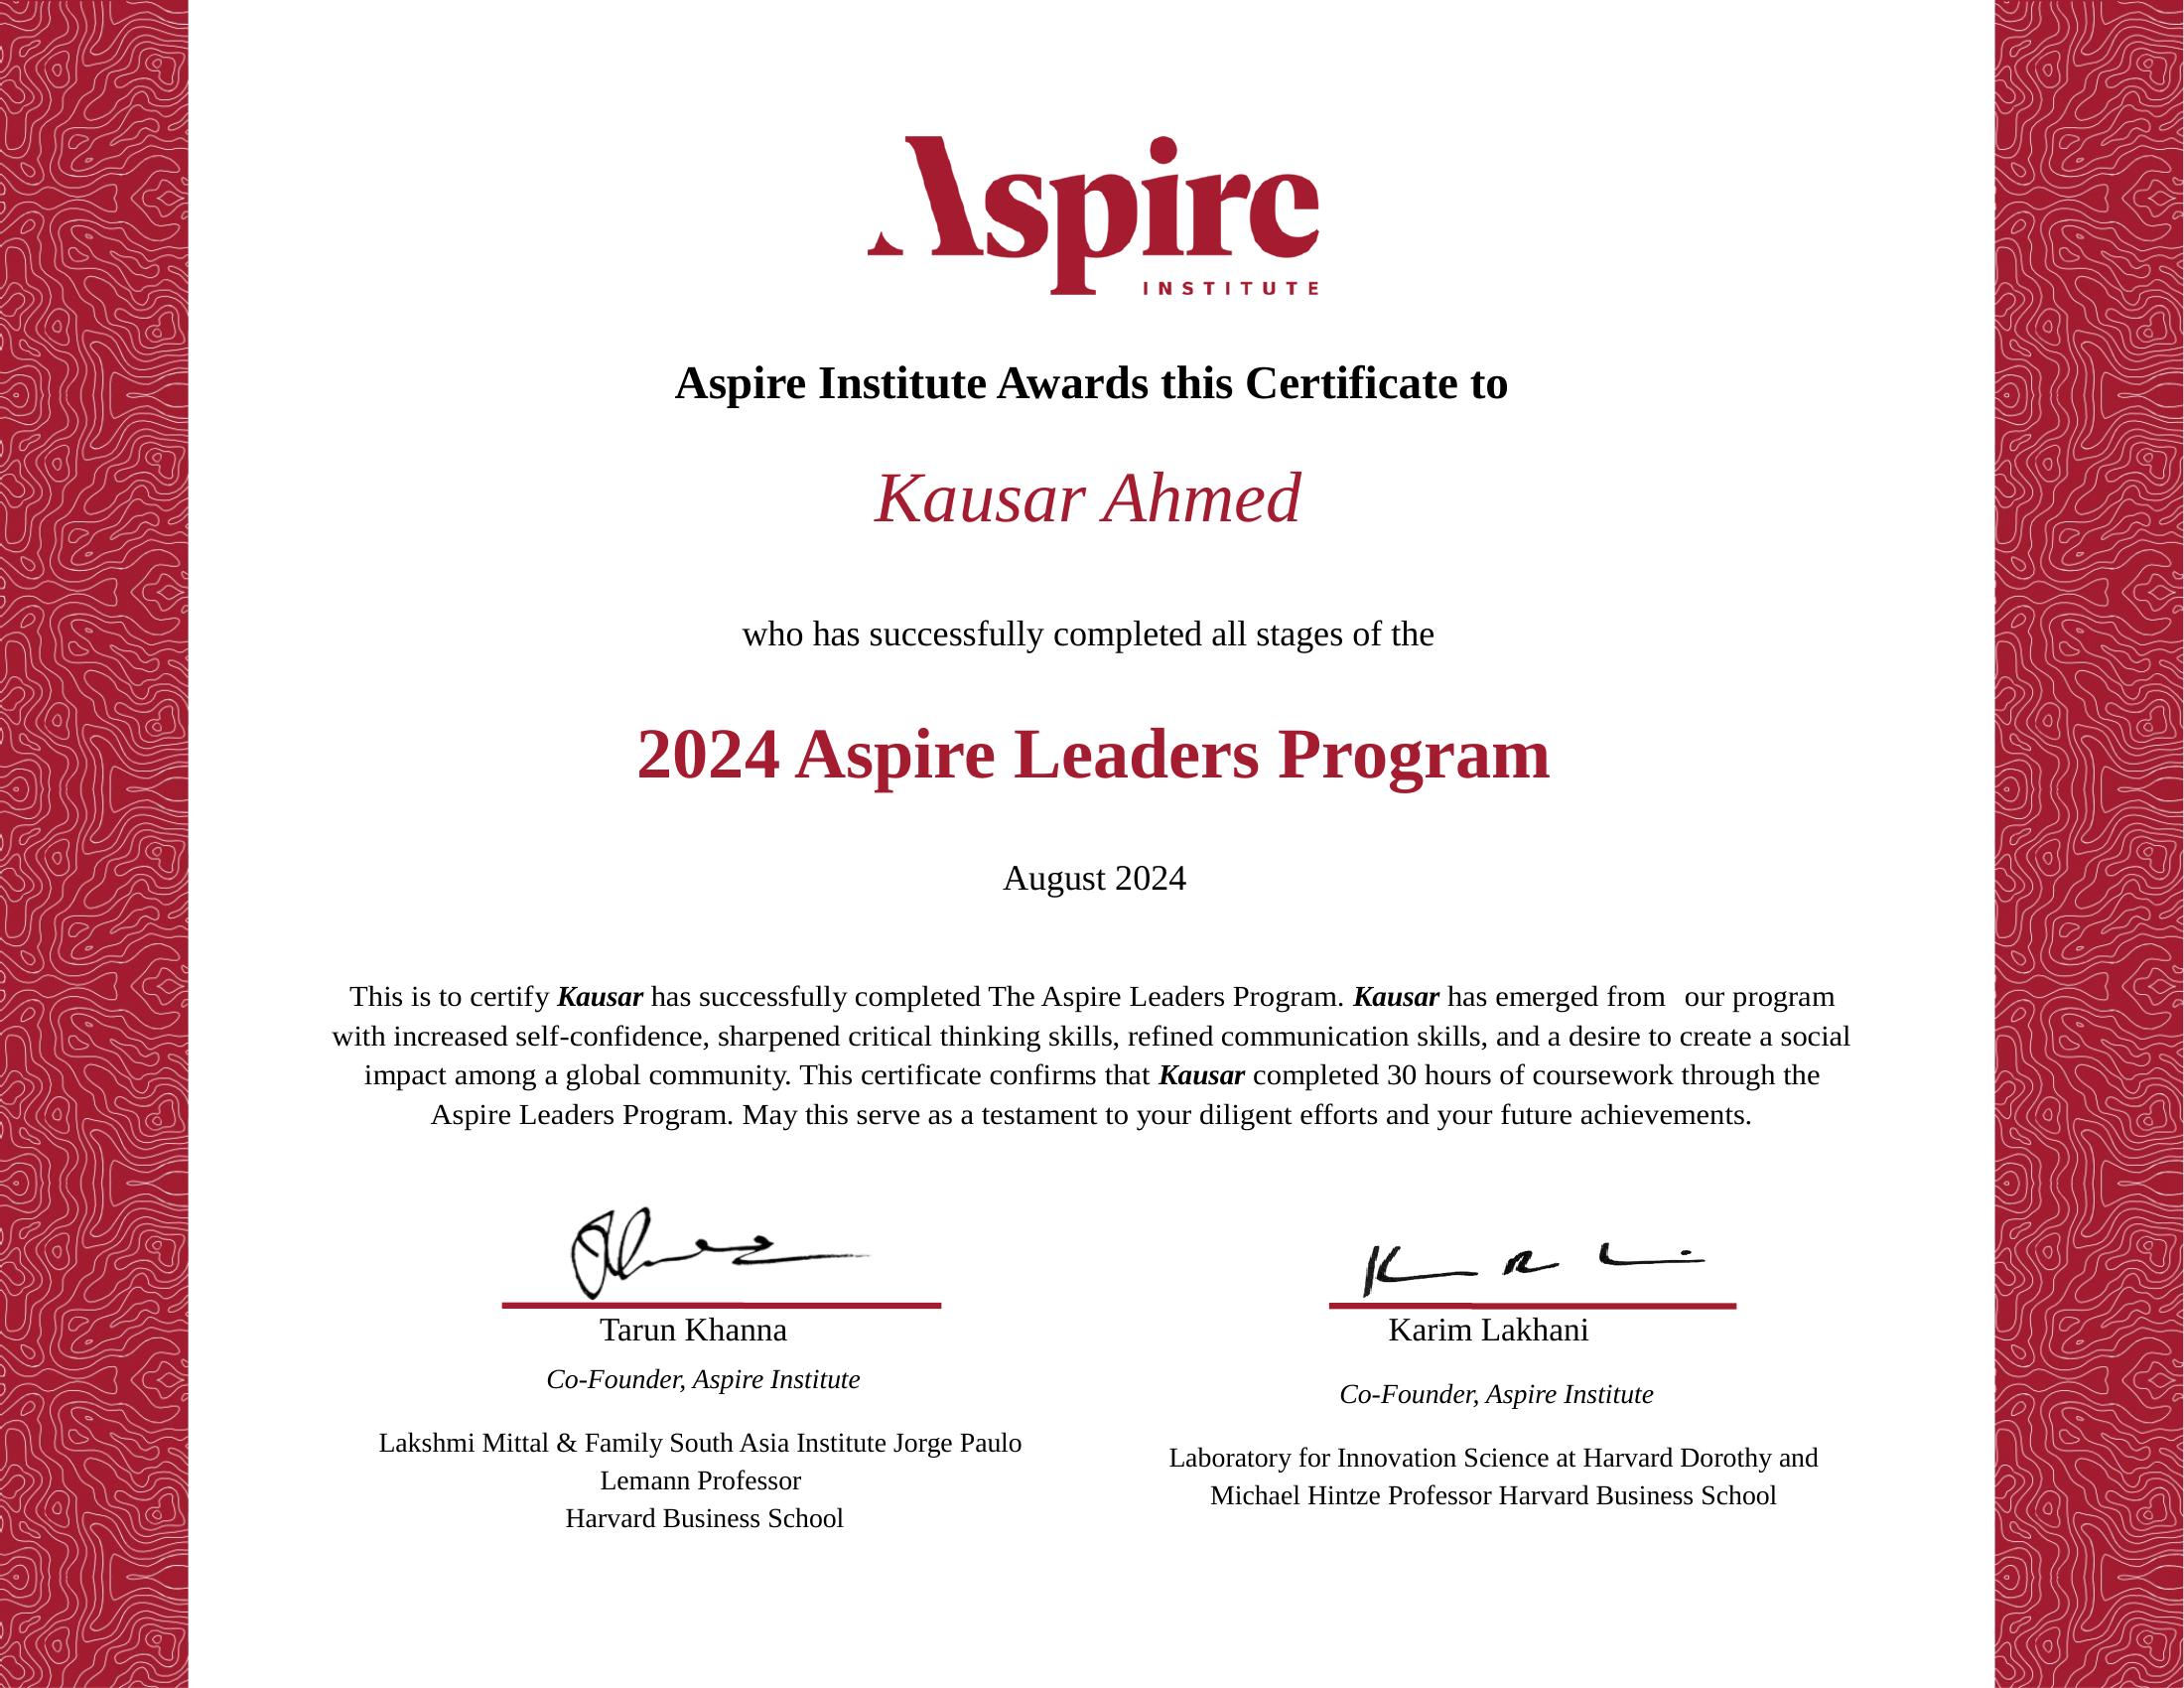 Aspire
INSTITUTE
Aspire Institute Awards this Certificate to
Kausar Ahmed
who has successfully completed all stages of the
2024 Aspire Leaders Program
August 2024
This is to certify Kausar has successfully completed The Aspire Leaders Program. Kausar has emerged from our program
with increased self-confidence, sharpened critical thinking skills, refined communication skills, and a desire to create a social
impact among a global community. This certificate confirms that Kausar completed 30 hours of coursework through the
Aspire Leaders Program. May this serve as a testament to your diligent efforts and your future achievements.
Tarun Khanna
Co-Founder, Aspire Institute
Lakshmi Mittal & Family South Asia Institute Jorge Paulo
Lemann Professor
Harvard Business School
Karim Lakhani
Co-Founder, Aspire Institute
Laboratory for Innovation Science at Harvard Dorothy and
Michael Hintze Professor Harvard Business School